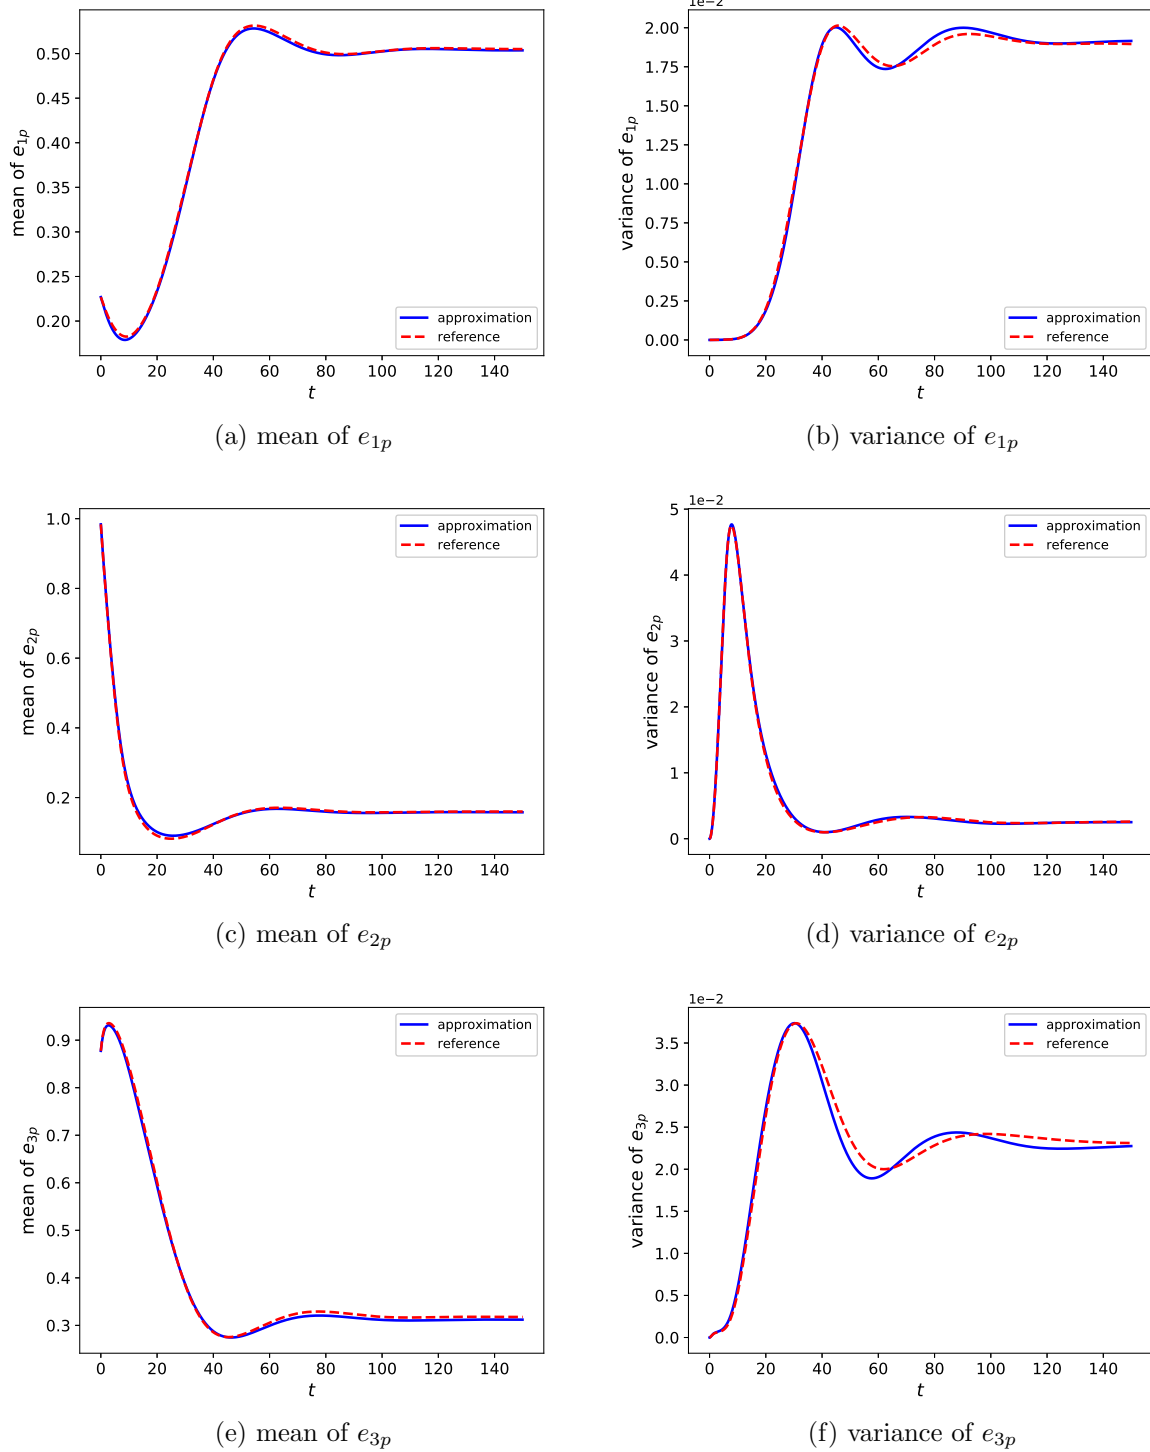 mean of e1p
0.50
0.45
0.40
0.35
0.30
0.25
0.20
approximation
reference
0 20 40 60 80 100 120 140
t
(a) mean of e1p
1e−2
variance of e1p
2.00
1.75
1.50
1.25
1.00
0.75
0.50
0.25
0.00
approximation
reference
0 20 40 60 80 100 120 140
t
(b) variance of e1p
mean of e2p
1.0
0.8
0.6
0.4
0.2
approximation
reference
0 20 40 60 80 100 120 140
t
(c) mean of e2p
1e−2
variance of e2p
5
4
3
2
1
0
approximation
reference
0 20 40 60 80 100 120 140
t
(d) variance of e2p
mean of e3p
0.9
0.8
0.7
0.6
0.5
0.4
0.3
approximation
reference
0 20 40 60 80 100 120 140
t
(e) mean of e3p
1e−2
variance of e3p
3.5
3.0
2.5
2.0
1.5
1.0
0.5
0.0
approximation
reference
0 20 40 60 80 100 120 140
t
(f) variance of e3p